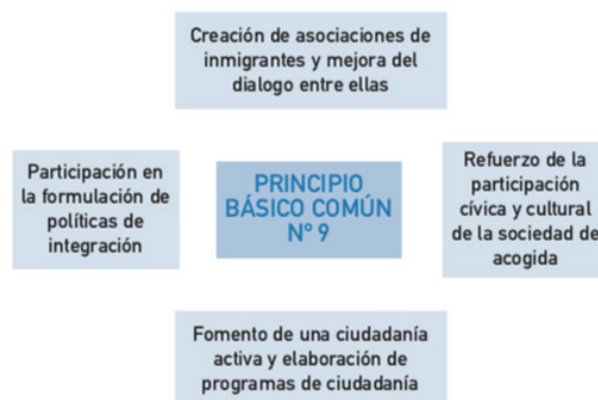 Creación de asociaciones de
inmigrantes y mejora del
dialogo entre ellas
Participación en
la formulación de
políticas de
integración
PRINCIPIO
BÁSICO COMÚN
Nº 9
Refuerzo de la
participación
cívica y cultural
de la sociedad de
acogida
Fomento de una ciudadanía
activa y elaboración de
programas de ciudadanía